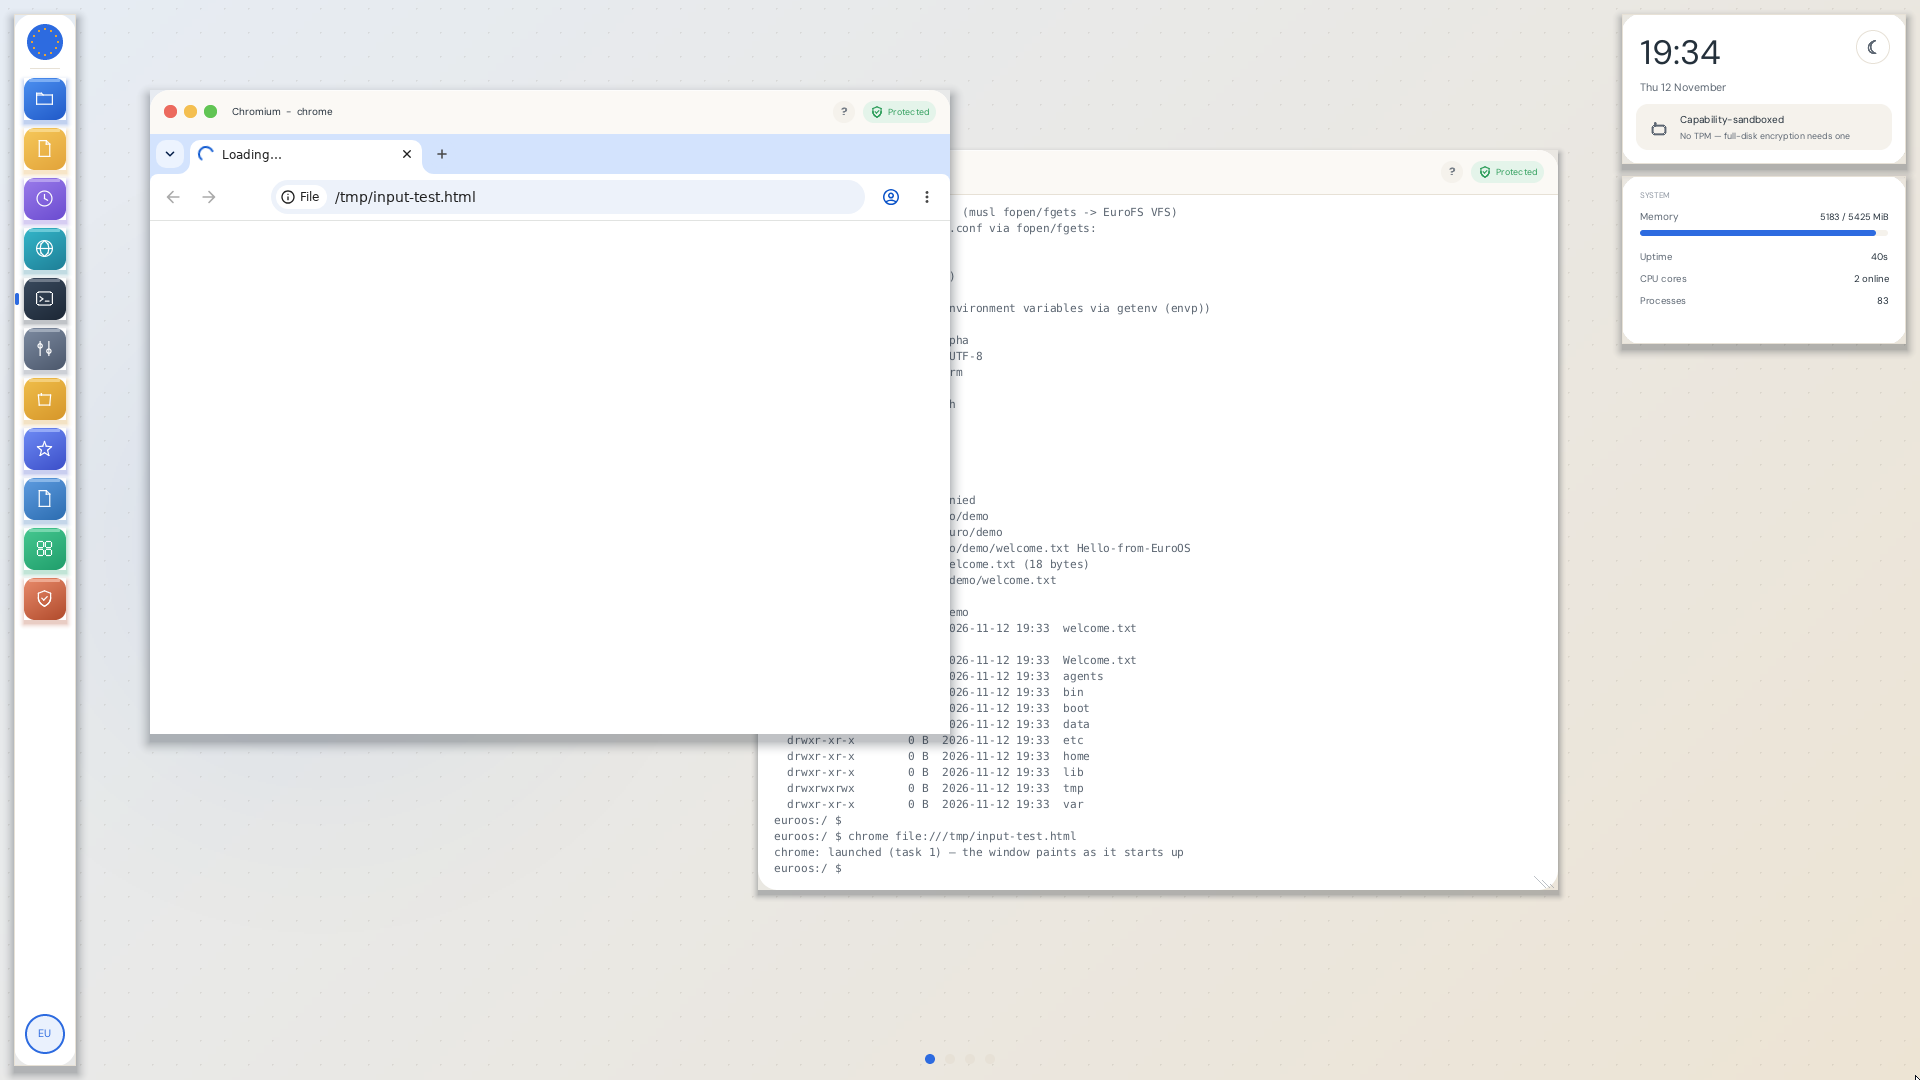 Chromium - chrome
?
Protected
Loading...
File
/tmp/input-test.html
?
Protected
(musl fopen/fgets -> EuroFS VFS)
.conf via fopen/fgets:
)
nvironment variables via getenv (envp))
pha
UTF-8
rm
h
nied
o/demo
uro/demo
o/demo/welcome.txt Hello-from-EuroOS
elcome.txt (18 bytes)
demo/welcome.txt
emo
026-11-12 19:33  welcome.txt
026-11-12 19:33  Welcome.txt
026-11-12 19:33  agents
026-11-12 19:33  bin
026-11-12 19:33  boot
026-11-12 19:33  data
drwxr-xr-x        0 B  2026-11-12 19:33  etc
drwxr-xr-x        0 B  2026-11-12 19:33  home
drwxr-xr-x        0 B  2026-11-12 19:33  lib
drwxrwxrwx        0 B  2026-11-12 19:33  tmp
drwxr-xr-x        0 B  2026-11-12 19:33  var
euroos:/ $
euroos:/ $ chrome file:///tmp/input-test.html
chrome: launched (task 1) — the window paints as it starts up
euroos:/ $
19:34
Thu 12 November
Capability-sandboxed
No TPM — full-disk encryption needs one
SYSTEM
Memory 5183 / 5425 MiB
Uptime 40s
CPU cores 2 online
Processes 83
EU